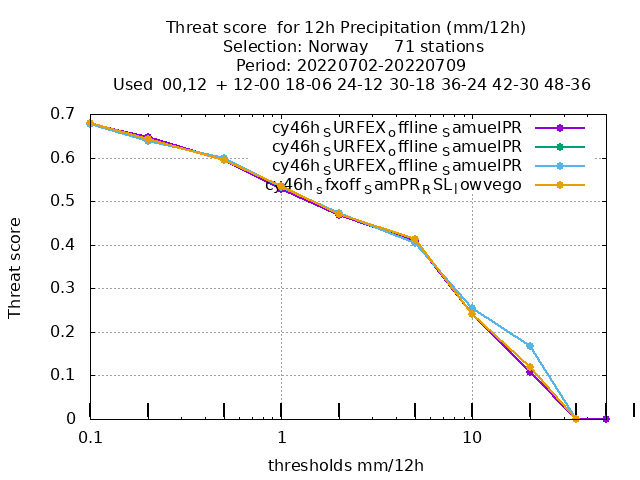 Threat score  for 12h Precipitation (mm/12h)
Selection: Norway     71 stations
Period: 20220702-20220709
Used  00,12  + 12-00 18-06 24-12 30-18 36-24 42-30 48-36
0.7
0.6
0.5
0.4
0.3
0.2
0.1
0
Threat score
cy46h_SURFEX_offline_SamuelPR
cy46h_SURFEX_offline_SamuelPR
cy46h_SURFEX_offline_SamuelPR
cy46h_sfxoff_SamPR_RSL_lowvego
0.1 1 10
thresholds mm/12h